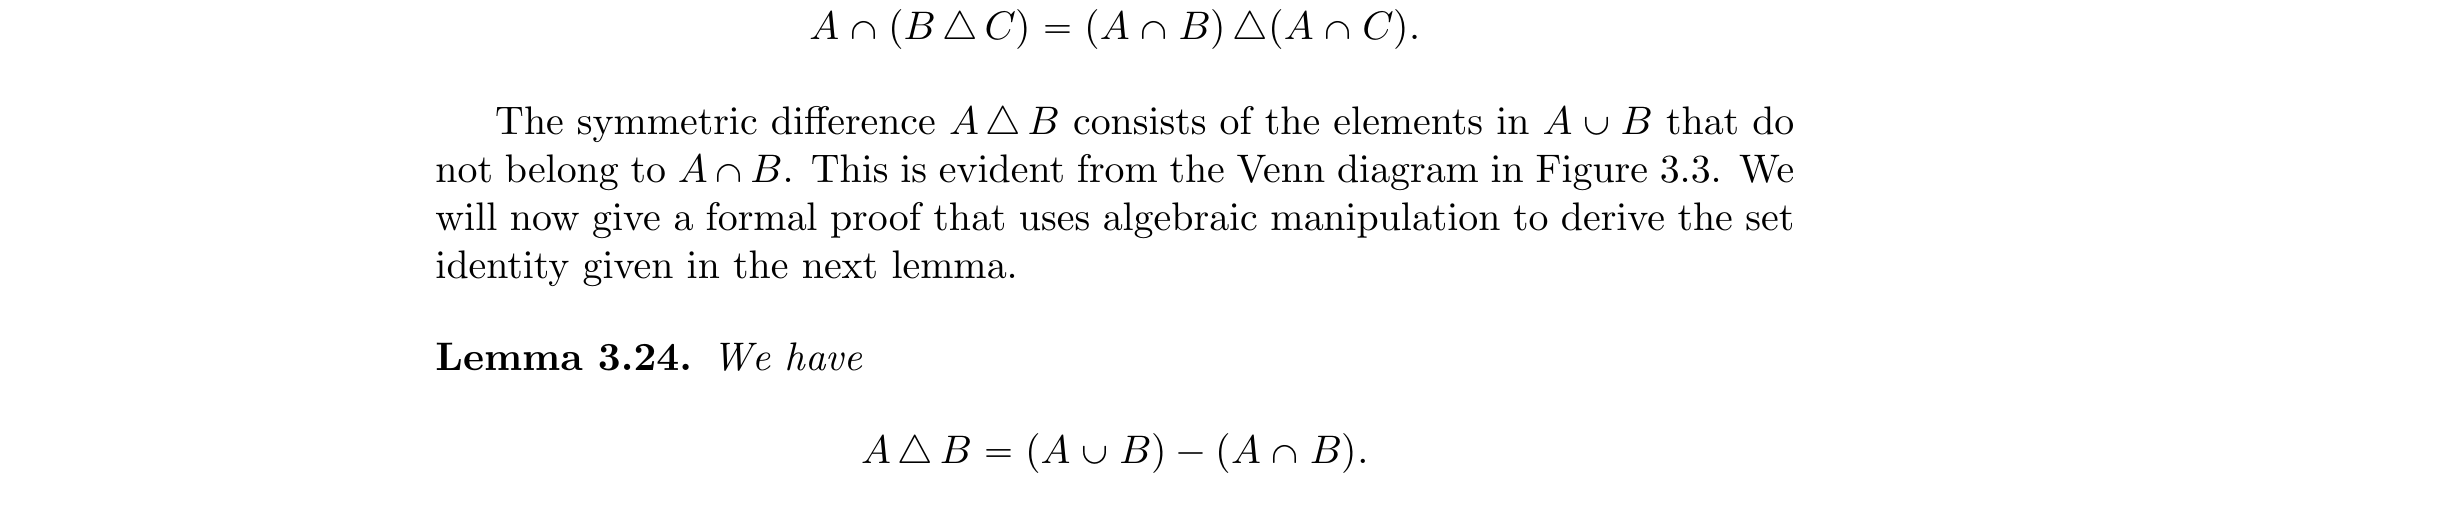 A ∩ (B △ C) = (A ∩ B) △(A ∩ C).
The symmetric difference A △ B consists of the elements in A ∪ B that do
not belong to A ∩ B. This is evident from the Venn diagram in Figure 3.3. We
will now give a formal proof that uses algebraic manipulation to derive the set
identity given in the next lemma.
Lemma 3.24. We have
A △ B = (A ∪ B) − (A ∩ B).